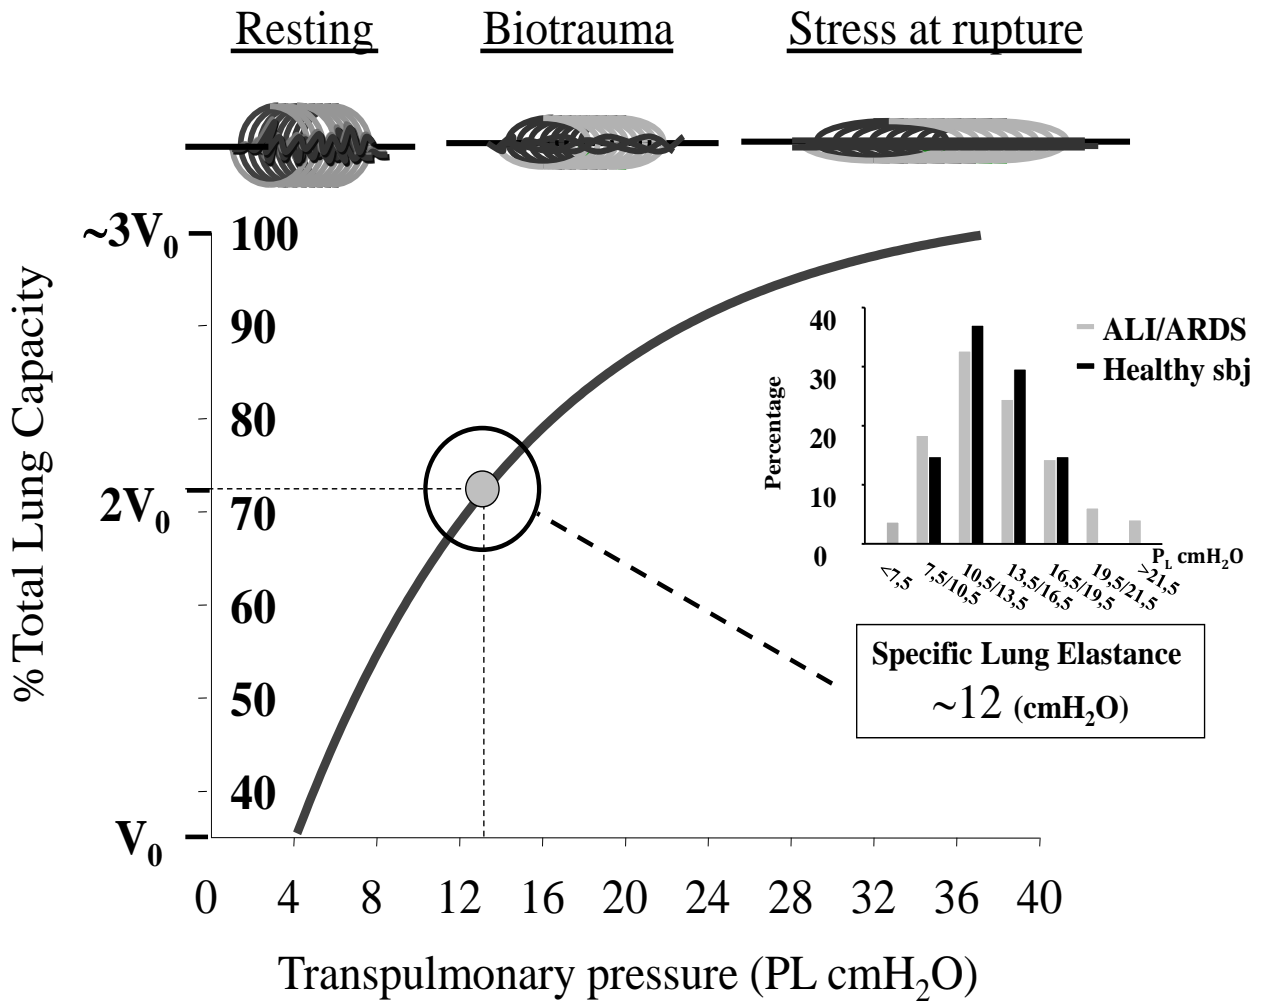 Resting
Biotrauma
Stress at rupture
~3V₀
100
90
80
2V₀
70
60
50
40
V₀
%Total Lung Capacity
0 4 8 12 16 20 24 28 32 36 40
Transpulmonary pressure (PL cmH₂O)
40
30
20
10
0
Percentage
ALI/ARDS
Healthy sbj
P_L cmH₂O
<7,5
7,5/10,5
10,5/13,5
13,5/16,5
16,5/19,5
19,5/21,5
>21,5
Specific Lung Elastance
~12 (cmH₂O)